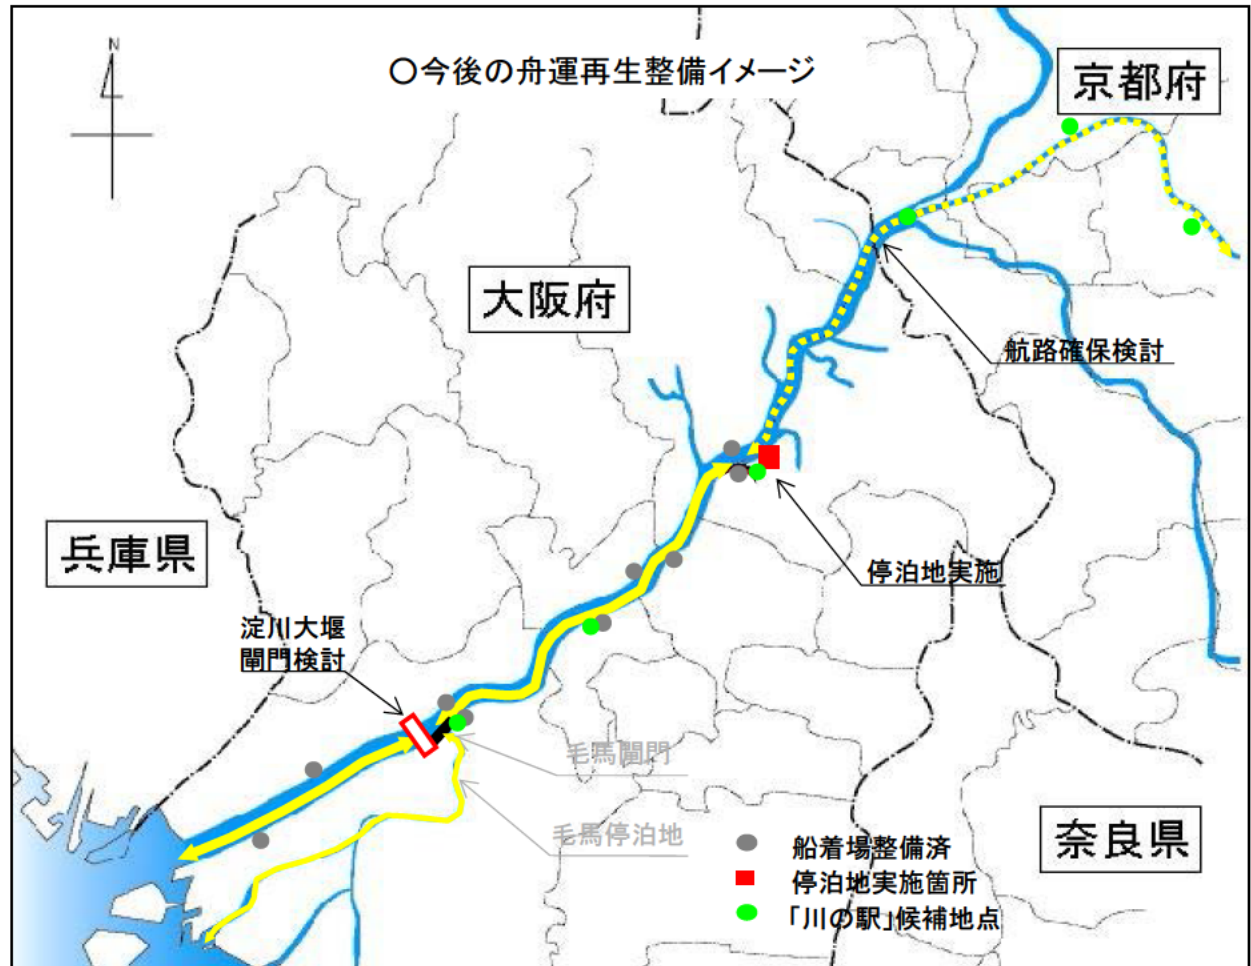 N
〇今後の舟運再生整備イメージ
京都府
大阪府
航路確保検討
兵庫県
停泊地実施
淀川大堰
閘門検討
毛馬閘門
毛馬停泊地
奈良県
船着場整備済
停泊地実施箇所
「川の駅」候補地点